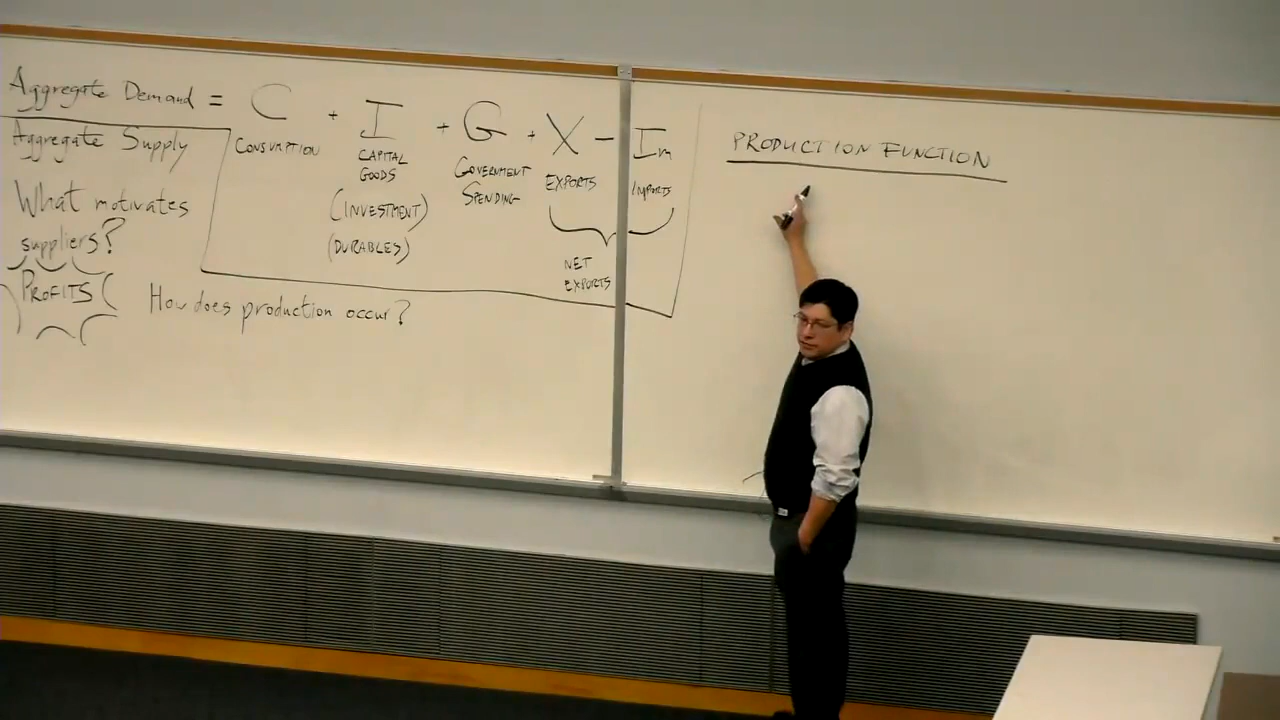 Aggregate Demand = C + I + G + X - Im
CONSUMPTION
CAPITAL
GOODS
(INVESTMENT)
(DURABLES)
GOVERNMENT
SPENDING
EXPORTS
IMPORTS
NET
EXPORTS
Aggregate Supply
What motivates
suppliers?
PROFITS
How does production occur?
PRODUCTION FUNCTION